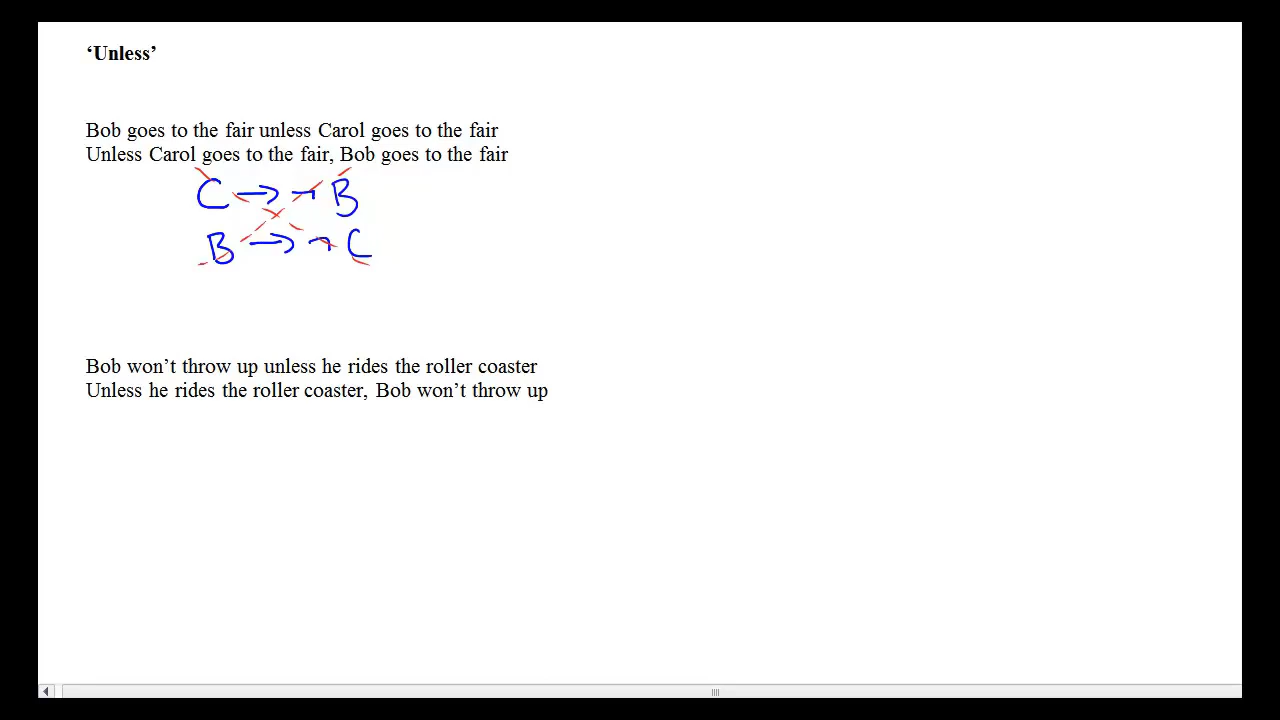 ‘Unless’
Bob goes to the fair unless Carol goes to the fair
Unless Carol goes to the fair, Bob goes to the fair
C → ¬ B
B → ¬ C
Bob won’t throw up unless he rides the roller coaster
Unless he rides the roller coaster, Bob won’t throw up